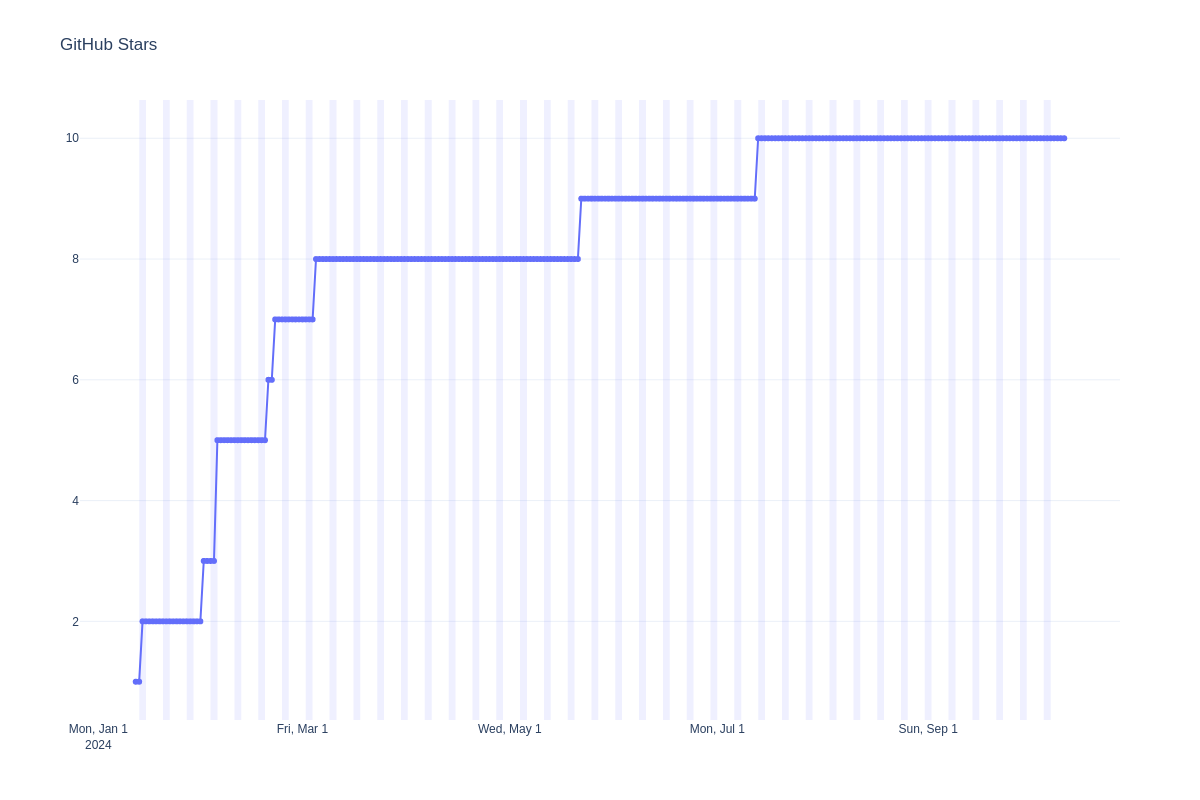 GitHub Stars
10
8
6
4
2
Mon, Jan 1
2024
Fri, Mar 1
Wed, May 1
Mon, Jul 1
Sun, Sep 1